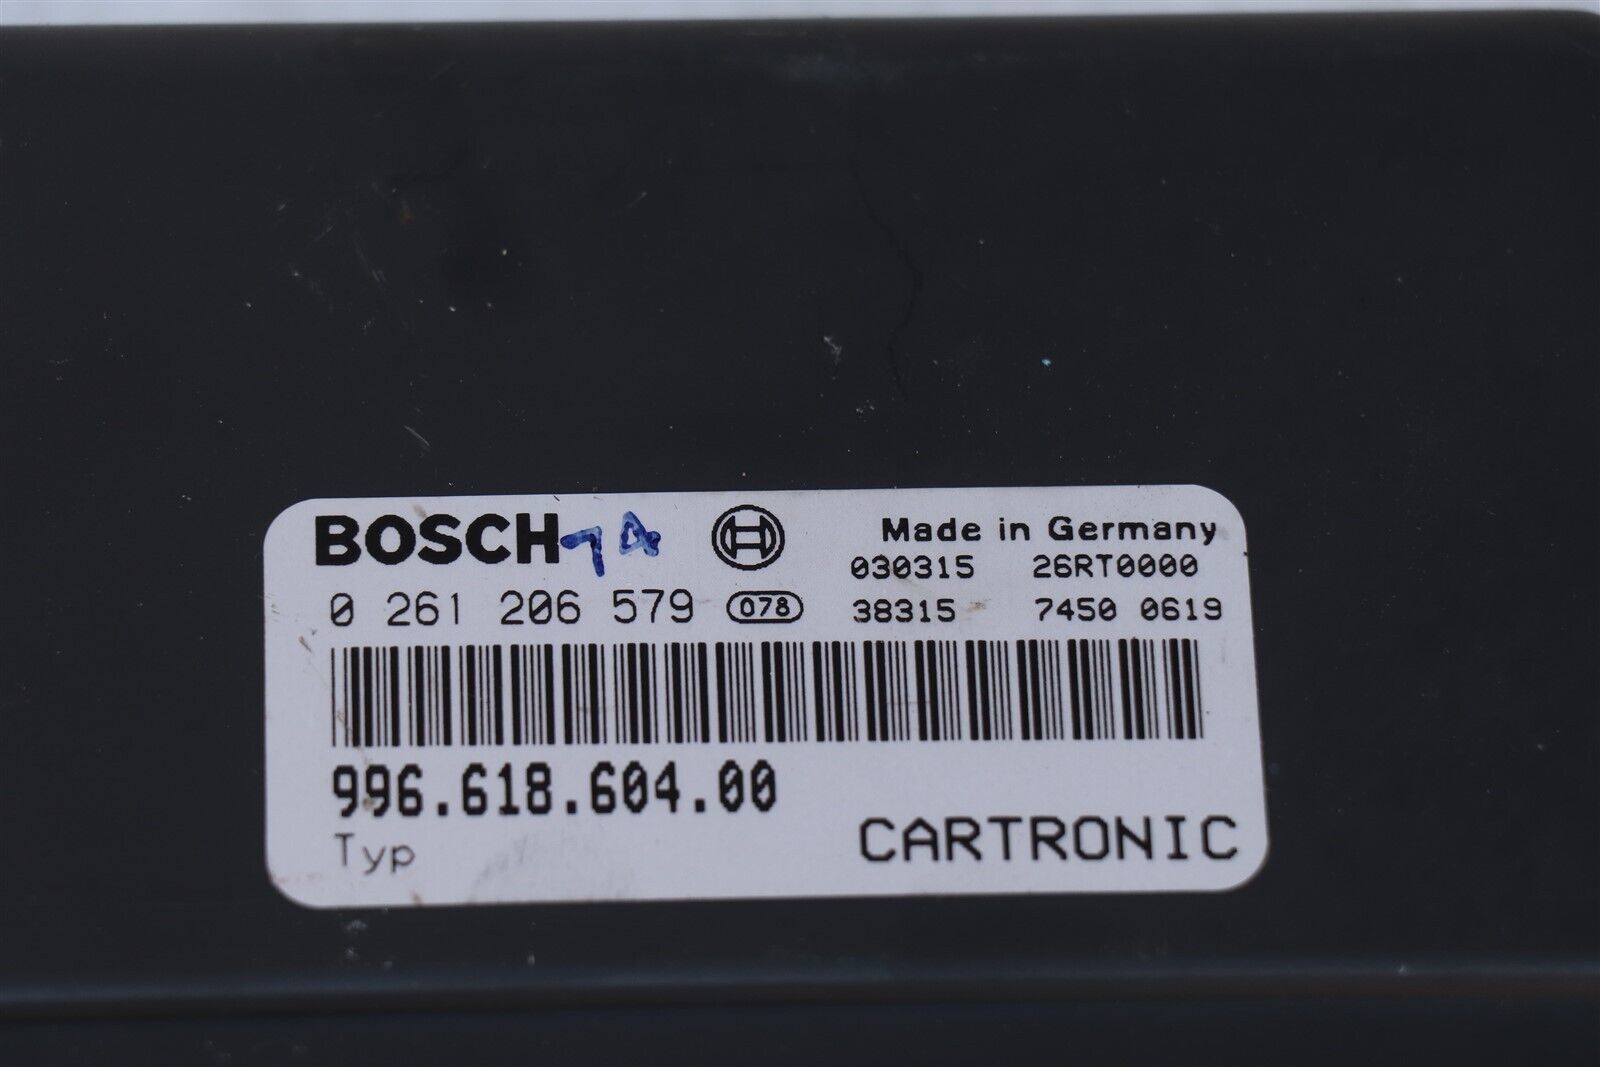 BOSCH Made in Germany
030315 26RT0000
0 261 206 579 078 38315 7450 0619
996.618.604.00
Typ CARTRONIC